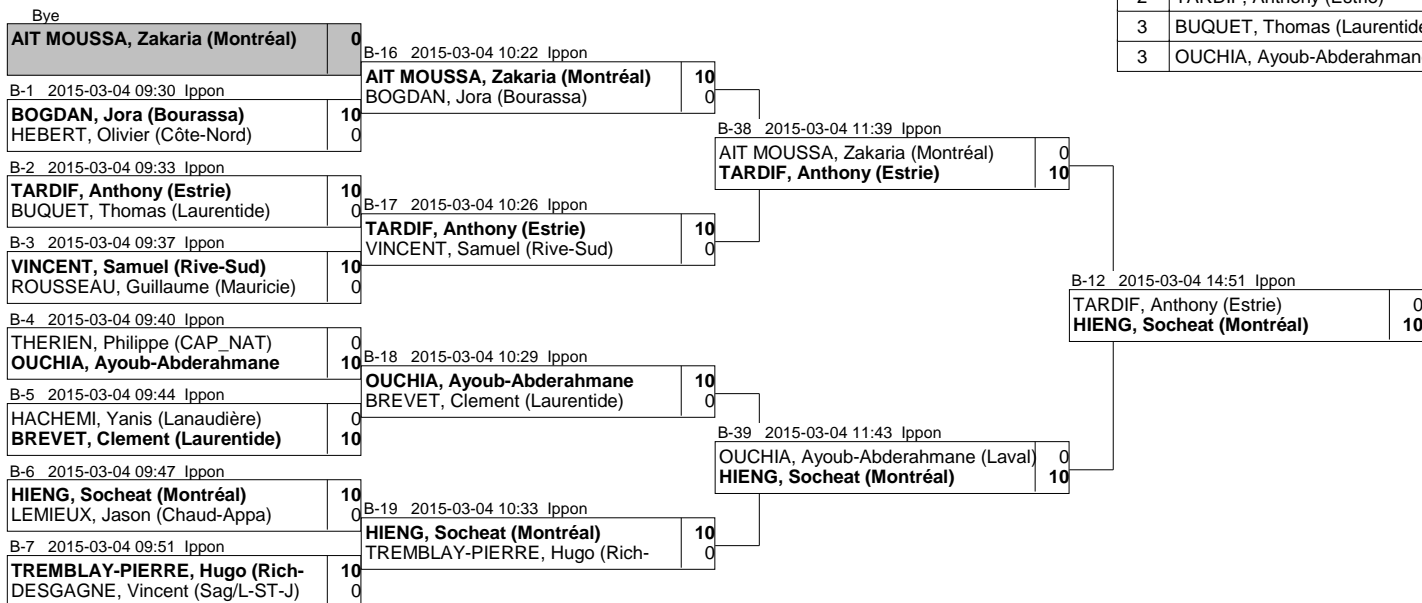 Bye
AIT MOUSSA, Zakaria (Montréal) 0
B-1 2015-03-04 09:30 Ippon
BOGDAN, Jora (Bourassa) 10
HEBERT, Olivier (Côte-Nord) 0
B-2 2015-03-04 09:33 Ippon
TARDIF, Anthony (Estrie) 10
BUQUET, Thomas (Laurentide) 0
B-3 2015-03-04 09:37 Ippon
VINCENT, Samuel (Rive-Sud) 10
ROUSSEAU, Guillaume (Mauricie) 0
B-4 2015-03-04 09:40 Ippon
THERIEN, Philippe (CAP_NAT) 0
OUCHIA, Ayoub-Abderahmane 10
B-5 2015-03-04 09:44 Ippon
HACHEMI, Yanis (Lanaudière) 0
BREVET, Clement (Laurentide) 10
B-6 2015-03-04 09:47 Ippon
HIENG, Socheat (Montréal) 10
LEMIEUX, Jason (Chaud-Appa) 0
B-7 2015-03-04 09:51 Ippon
TREMBLAY-PIERRE, Hugo (Rich- 10
DESGAGNE, Vincent (Sag/L-ST-J) 0
B-16 2015-03-04 10:22 Ippon
AIT MOUSSA, Zakaria (Montréal) 10
BOGDAN, Jora (Bourassa) 0
B-17 2015-03-04 10:26 Ippon
TARDIF, Anthony (Estrie) 10
VINCENT, Samuel (Rive-Sud) 0
B-18 2015-03-04 10:29 Ippon
OUCHIA, Ayoub-Abderahmane 10
BREVET, Clement (Laurentide) 0
B-19 2015-03-04 10:33 Ippon
HIENG, Socheat (Montréal) 10
TREMBLAY-PIERRE, Hugo (Rich- 0
B-38 2015-03-04 11:39 Ippon
AIT MOUSSA, Zakaria (Montréal) 0
TARDIF, Anthony (Estrie) 10
B-39 2015-03-04 11:43 Ippon
OUCHIA, Ayoub-Abderahmane (Laval) 0
HIENG, Socheat (Montréal) 10
B-12 2015-03-04 14:51 Ippon
TARDIF, Anthony (Estrie) 0
HIENG, Socheat (Montréal) 10
2 TARDIF, Anthony (Estrie)
3 BUQUET, Thomas (Laurentide
3 OUCHIA, Ayoub-Abderahman